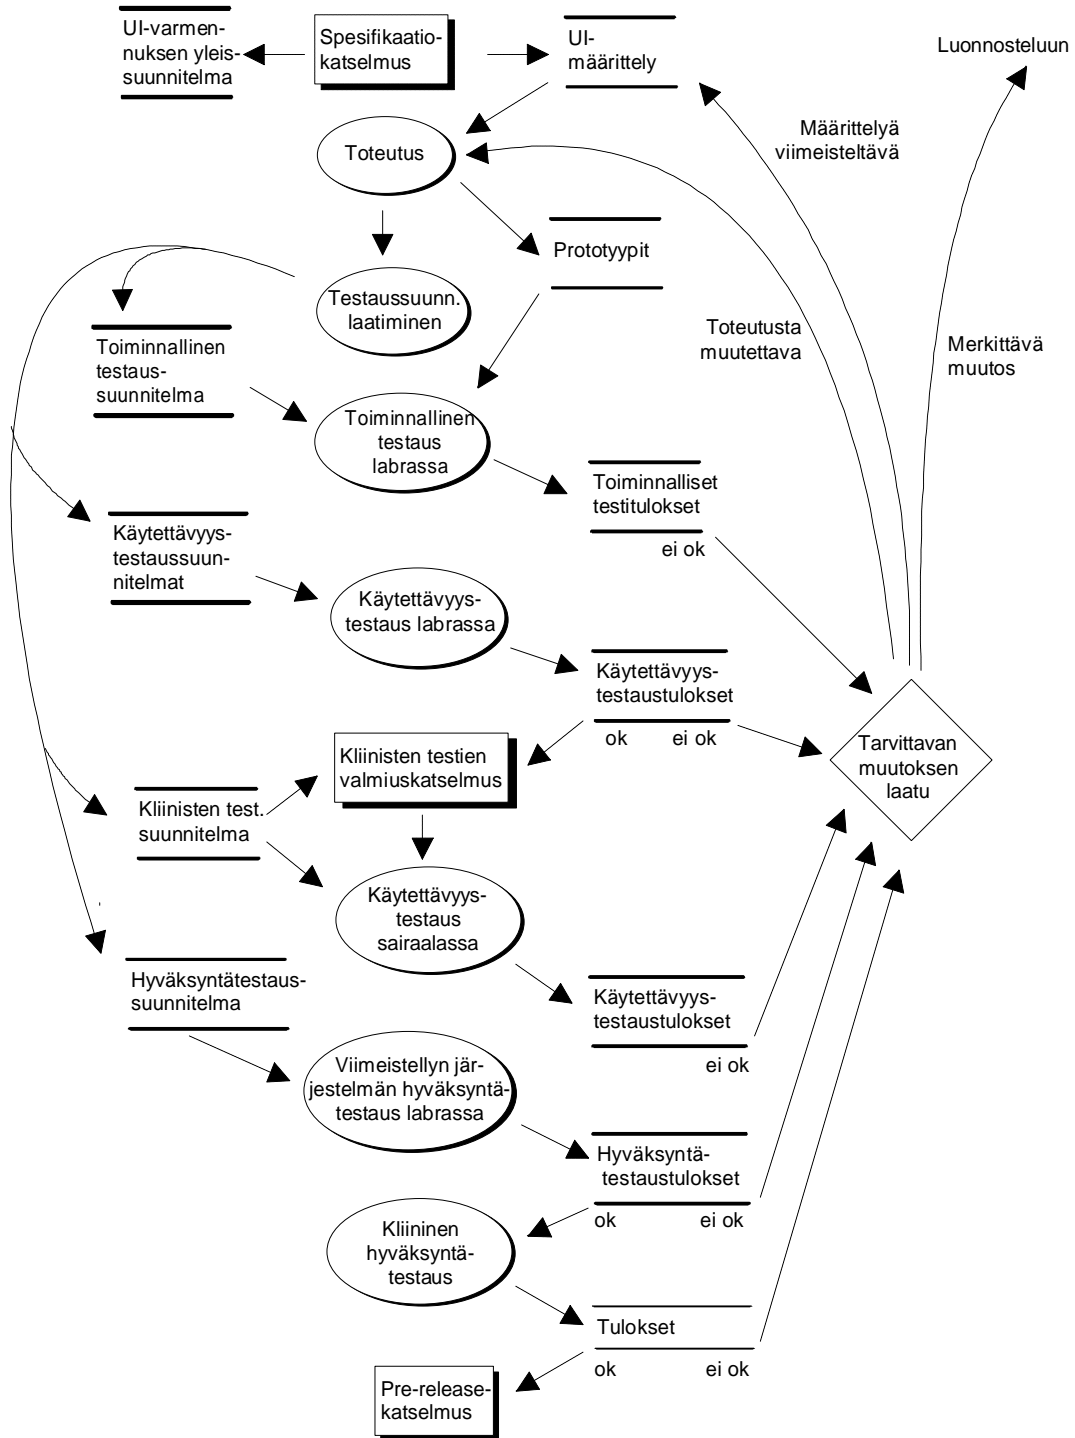 UI-varmen-
nuksen yleis-
suunnitelma
Spesifikaatio-
katselmus
UI-
määrittely
Luonnosteluun
Määrittelyä
viimeisteltävä
Toteutus
Prototyypit
Testaussuunn.
laatiminen
Toteutusta
muutettava
Merkittävä
muutos
Toiminnallinen
testaus-
suunnitelma
Toiminnallinen
testaus
labrassa
Toiminnalliset
testitulokset
ei ok
Käytettävyys-
testaussuun-
nitelmat
Käytettävyys-
testaus labrassa
Käytettävyys-
testaustulokset
ok ei ok
Tarvittavan
muutoksen
laatu
Kliinisten testien
valmiuskatselmus
Kliinisten test.
suunnitelma
Käytettävyys-
testaus
sairaalassa
Hyväksyntätestaus-
suunnitelma
Käytettävyys-
testaustulokset
ei ok
Viimeistellyn jär-
jestelmän hyväksyntä-
testaus labrassa
Hyväksyntä-
testaustulokset
ok ei ok
Kliininen
hyväksyntä-
testaus
Tulokset
ok ei ok
Pre-release-
katselmus